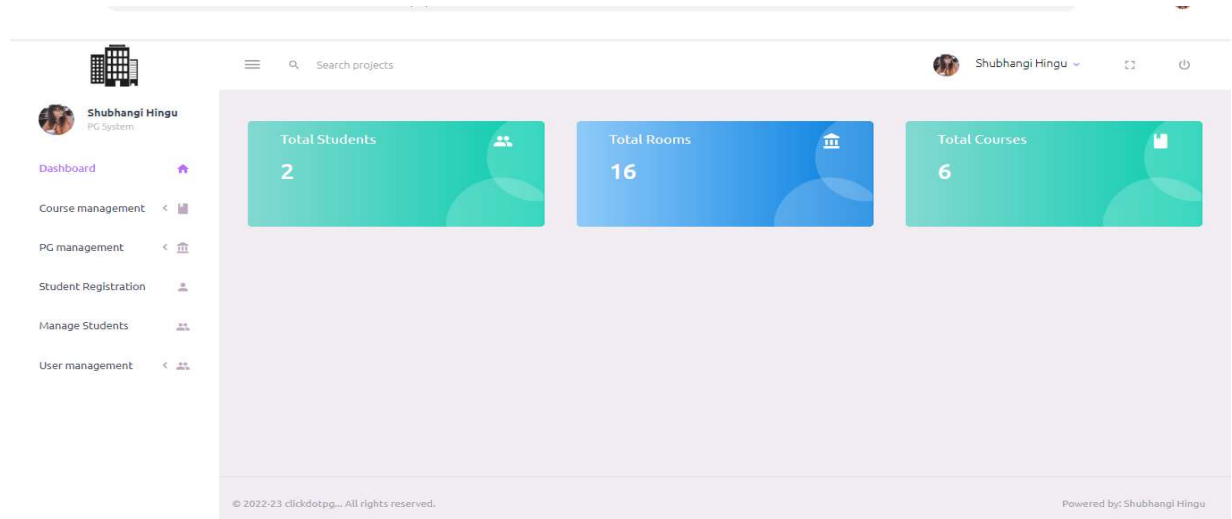 Search projects
Shubhangi Hingu
Shubhangi Hingu
PG System
Dashboard
Course management
PG management
Student Registration
Manage Students
User management
Total Students
2
Total Rooms
16
Total Courses
6
© 2022-23 clickdotpg... All rights reserved.
Powered by: Shubhangi Hingu